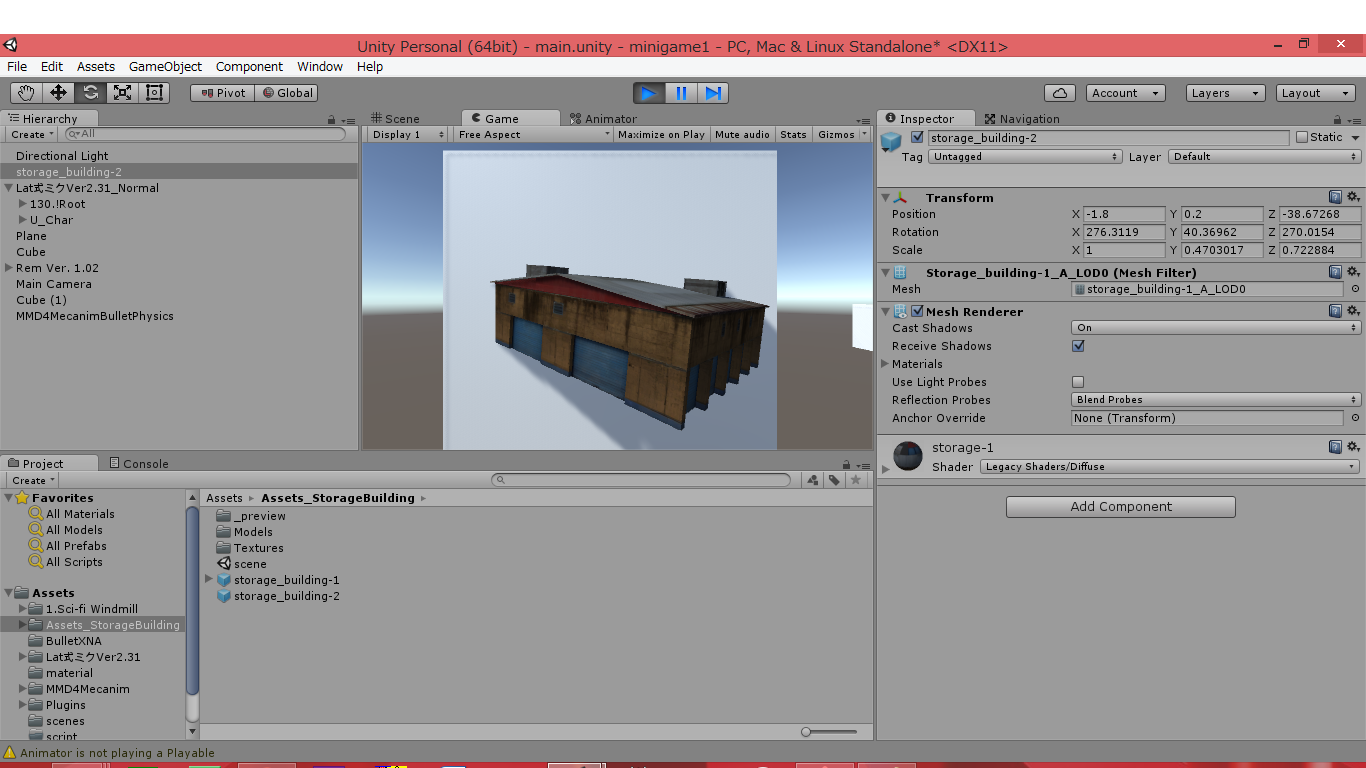 Unity Personal (64bit) - main.unity - minigame1 - PC, Mac & Linux Standalone* <DX11>
File Edit Assets GameObject Component Window Help
Pivot Global Account Layers Layout
Hierarchy
Create All
Directional Light
storage_building-2
Lat式ミクVer2.31_Normal
130.!Root
U_Char
Plane
Cube
Rem Ver. 1.02
Main Camera
Cube (1)
MMD4MecanimBulletPhysics
Scene Game Animator
Display 1 Free Aspect Maximize on Play Mute audio Stats Gizmos
Inspector Navigation
storage_building-2 Static
Tag Untagged Layer Default
Transform
Position X -1.8 Y 0.2 Z -38.67268
Rotation X 276.3119 Y 40.36962 Z 270.0154
Scale X 1 Y 0.4703017 Z 0.722884
Storage_building-1_A_LOD0 (Mesh Filter)
Mesh storage_building-1_A_LOD0
Mesh Renderer
Cast Shadows On
Receive Shadows
Materials
Use Light Probes
Reflection Probes Blend Probes
Anchor Override None (Transform)
storage-1
Shader Legacy Shaders/Diffuse
Add Component
Project Console
Create
Favorites
All Materials
All Models
All Prefabs
All Scripts
Assets
1.Sci-fi Windmill
Assets_StorageBuilding
BulletXNA
Lat式ミクVer2.31
material
MMD4Mecanim
Plugins
scenes
script
Assets Assets_StorageBuilding
_preview
Models
Textures
scene
storage_building-1
storage_building-2
Animator is not playing a Playable